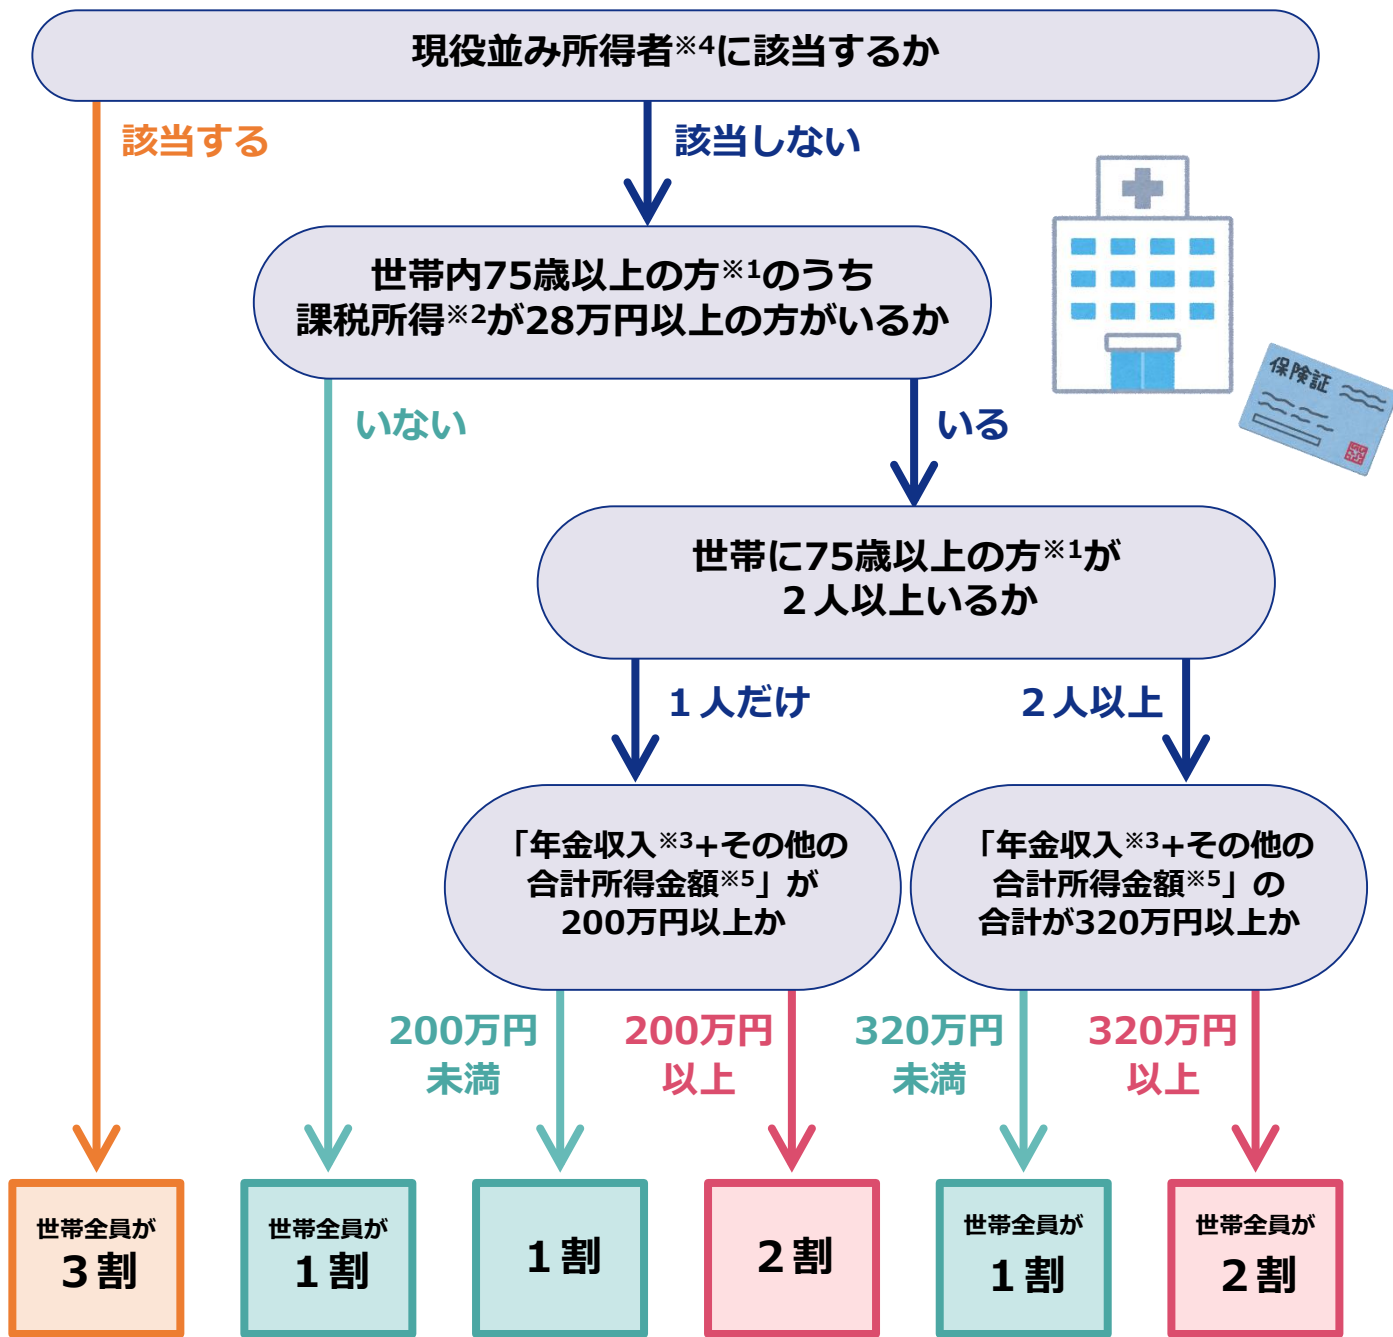 現役並み所得者※4に該当するか
該当する
該当しない
世帯内75歳以上の方※1のうち
課税所得※2が28万円以上の方がいるか
保険証
いない
いる
世帯に75歳以上の方※1が
２人以上いるか
１人だけ
２人以上
「年金収入※3+その他の
合計所得金額※5」が
200万円以上か
「年金収入※3+その他の
合計所得金額※5」の
合計が320万円以上か
200万円
未満
200万円
以上
320万円
未満
320万円
以上
世帯全員が
３割
世帯全員が
１割
１割
２割
世帯全員が
１割
世帯全員が
２割